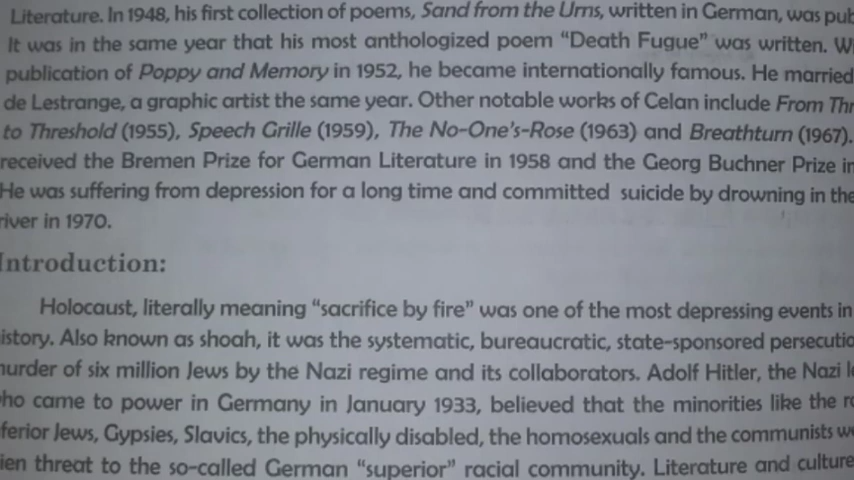 Literature. In 1948, his first collection of poems, Sand from the Urns, written in German, was pub
It was in the same year that his most anthologized poem “Death Fugue” was written. W
publication of Poppy and Memory in 1952, he became internationally famous. He married
de Lestrange, a graphic artist the same year. Other notable works of Celan include From Thr
to Threshold (1955), Speech Grille (1959), The No-One’s-Rose (1963) and Breathturn (1967).
received the Bremen Prize for German Literature in 1958 and the Georg Buchner Prize in
He was suffering from depression for a long time and committed suicide by drowning in the
river in 1970.
Introduction:
Holocaust, literally meaning “sacrifice by fire” was one of the most depressing events in
istory. Also known as shoah, it was the systematic, bureaucratic, state-sponsored persecutio
murder of six million Jews by the Nazi regime and its collaborators. Adolf Hitler, the Nazi le
ho came to power in Germany in January 1933, believed that the minorities like the ra
ferior Jews, Gypsies, Slavics, the physically disabled, the homosexuals and the communists we
ien threat to the so-called German “superior” racial community. Literature and culture